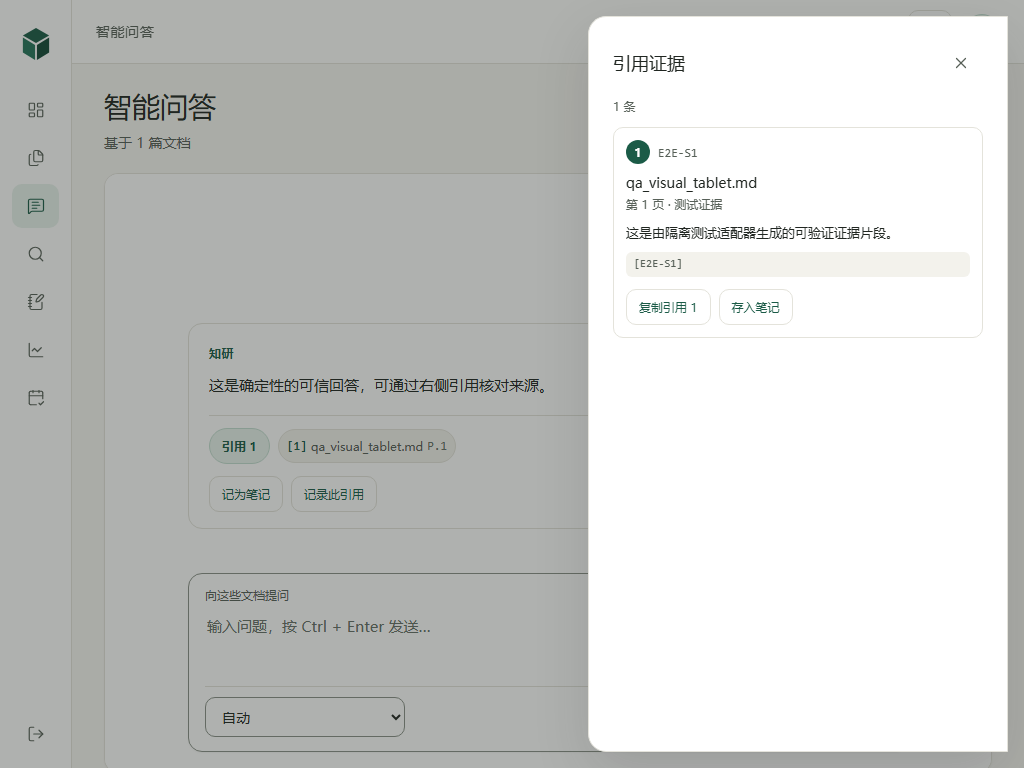 智能问答
智能问答
基于 1 篇文档
知研
这是确定性的可信回答，可通过右侧引用核对来源。
引用 1
[1] qa_visual_tablet.md P.1
记为笔记
记录此引用
向这些文档提问
输入问题，按 Ctrl + Enter 发送...
自动
引用证据
1 条
1 E2E-S1
qa_visual_tablet.md
第 1 页 · 测试证据
这是由隔离测试适配器生成的可验证证据片段。
[E2E-S1]
复制引用 1
存入笔记